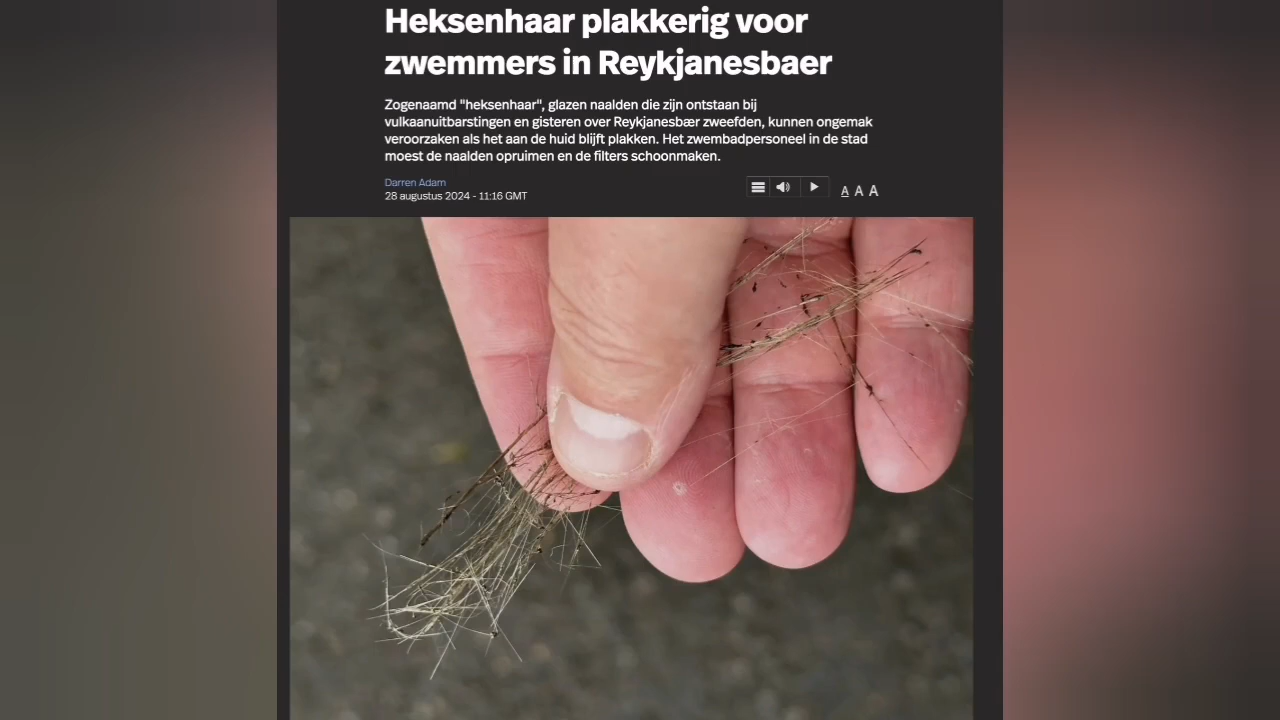 Heksenhaar plakkerig voor
zwemmers in Reykjanesbaer
Zogenaamd "heksenhaar", glazen naalden die zijn ontstaan bij
vulkaanuitbarstingen en gisteren over Reykjanesbær zweefden, kunnen ongemak
veroorzaken als het aan de huid blijft plakken. Het zwembadpersoneel in de stad
moest de naalden opruimen en de filters schoonmaken.
Darren Adam
28 augustus 2024 - 11:16 GMT
A A A